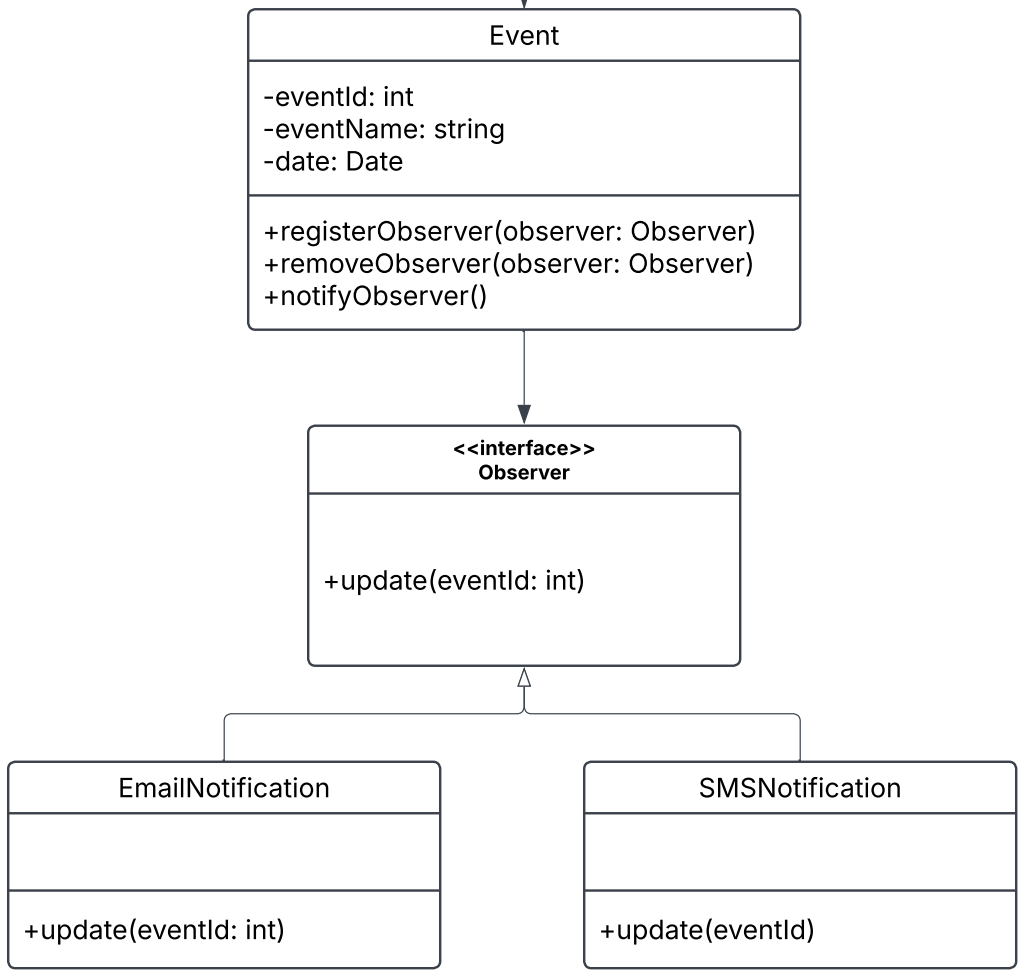 Event
-eventId: int
-eventName: string
-date: Date
+registerObserver(observer: Observer)
+removeObserver(observer: Observer)
+notifyObserver()
<<interface>>
Observer
+update(eventId: int)
EmailNotification
+update(eventId: int)
SMSNotification
+update(eventId)